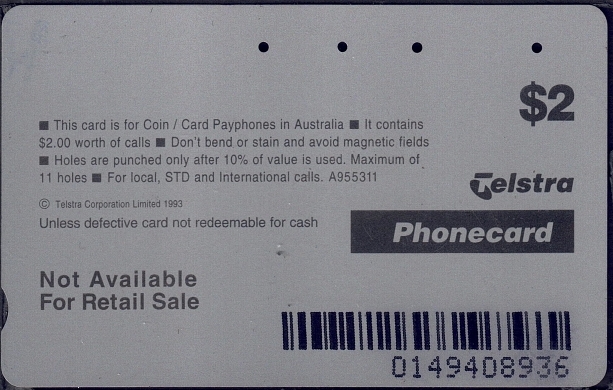 $2
■ This card is for Coin / Card Payphones in Australia ■ It contains
$2.00 worth of calls ■ Don't bend or stain and avoid magnetic fields
■ Holes are punched only after 10% of value is used. Maximum of
11 holes ■ For local, STD and International calls. A955311
Telstra
© Telstra Corporation Limited 1993
Unless defective card not redeemable for cash
Phonecard
Not Available
For Retail Sale
0149408936